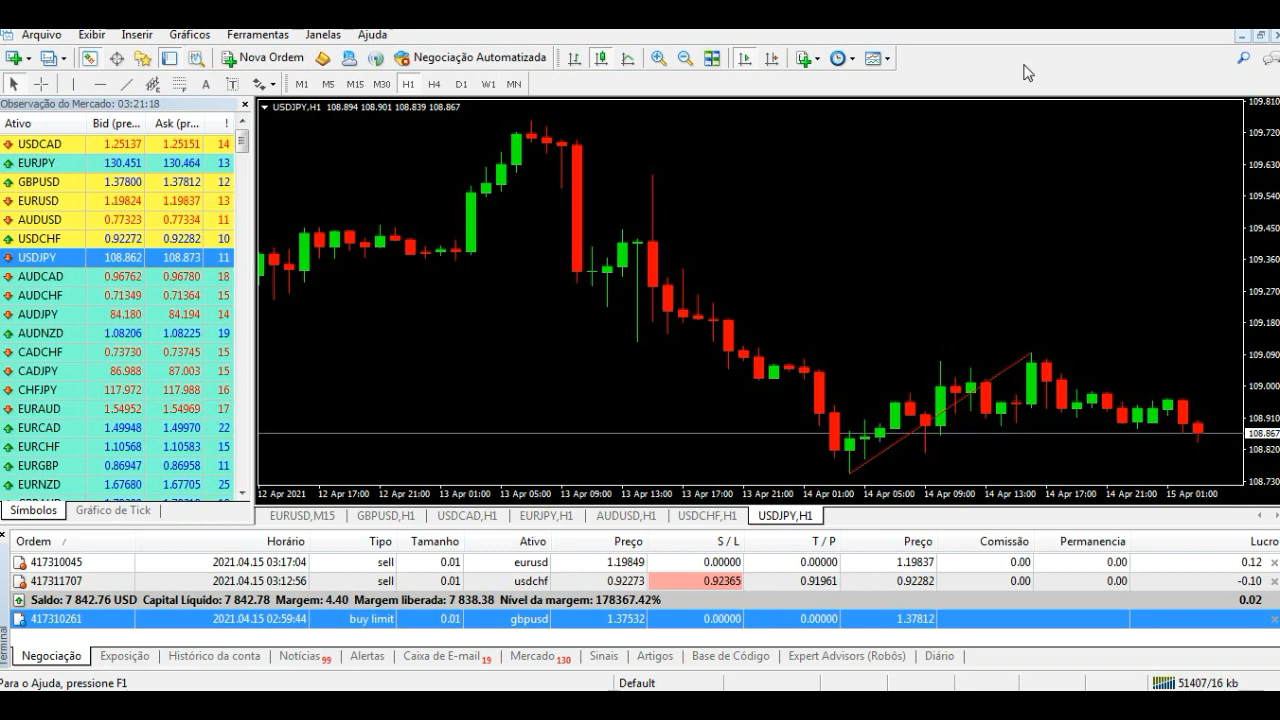 Arquivo Exibir Inserir Gráficos Ferramentas Janelas Ajuda
Nova Ordem Negociação Automatizada
A T M1 M5 M15 M30 H1 H4 D1 W1 MN
Observação do Mercado: 03:21:18
Ativo Bid (pre... Ask (pr... !
USDCAD 1.25137 1.25151 14
EURJPY 130.451 130.464 13
GBPUSD 1.37800 1.37812 12
EURUSD 1.19824 1.19837 13
AUDUSD 0.77323 0.77334 11
USDCHF 0.92272 0.92282 10
USDJPY 108.862 108.873 11
AUDCAD 0.96762 0.96780 18
AUDCHF 0.71349 0.71364 15
AUDJPY 84.180 84.194 14
AUDNZD 1.08206 1.08225 19
CADCHF 0.73730 0.73745 15
CADJPY 86.988 87.003 15
CHFJPY 117.972 117.988 16
EURAUD 1.54952 1.54969 17
EURCAD 1.49948 1.49970 22
EURCHF 1.10568 1.10583 15
EURGBP 0.86947 0.86958 11
EURNZD 1.67680 1.67705 25
Símbolos Gráfico de Tick
USDJPY,H1 108.894 108.901 108.839 108.867
109.810
109.720
109.630
109.540
109.450
109.360
109.270
109.180
109.090
109.000
108.910
108.867
108.820
108.730
12 Apr 2021 12 Apr 17:00 12 Apr 21:00 13 Apr 01:00 13 Apr 05:00 13 Apr 09:00 13 Apr 13:00 13 Apr 17:00 13 Apr 21:00 14 Apr 01:00 14 Apr 05:00 14 Apr 09:00 14 Apr 13:00 14 Apr 17:00 14 Apr 21:00 15 Apr 01:00
EURUSD,M15 GBPUSD,H1 USDCAD,H1 EURJPY,H1 AUDUSD,H1 USDCHF,H1 USDJPY,H1
Ordem / Horário Tipo Tamanho Ativo Preço S / L T / P Preço Comissão Permanencia Lucro
417310045 2021.04.15 03:17:04 sell 0.01 eurusd 1.19849 0.00000 0.00000 1.19837 0.00 0.00 0.12
417311707 2021.04.15 03:12:56 sell 0.01 usdchf 0.92273 0.92365 0.91961 0.92282 0.00 0.00 -0.10
Saldo: 7 842.76 USD Capital Líquido: 7 842.78 Margem: 4.40 Margem liberada: 7 838.38 Nível da margem: 178367.42% 0.02
417310261 2021.04.15 02:59:44 buy limit 0.01 gbpusd 1.37532 0.00000 0.00000 1.37812
Terminal
Negociação Exposição Histórico da conta Notícias 99 Alertas Caixa de E-mail 19 Mercado 130 Sinais Artigos Base de Código Expert Advisors (Robôs) Diário
Para o Ajuda, pressione F1 Default 51407/16 kb